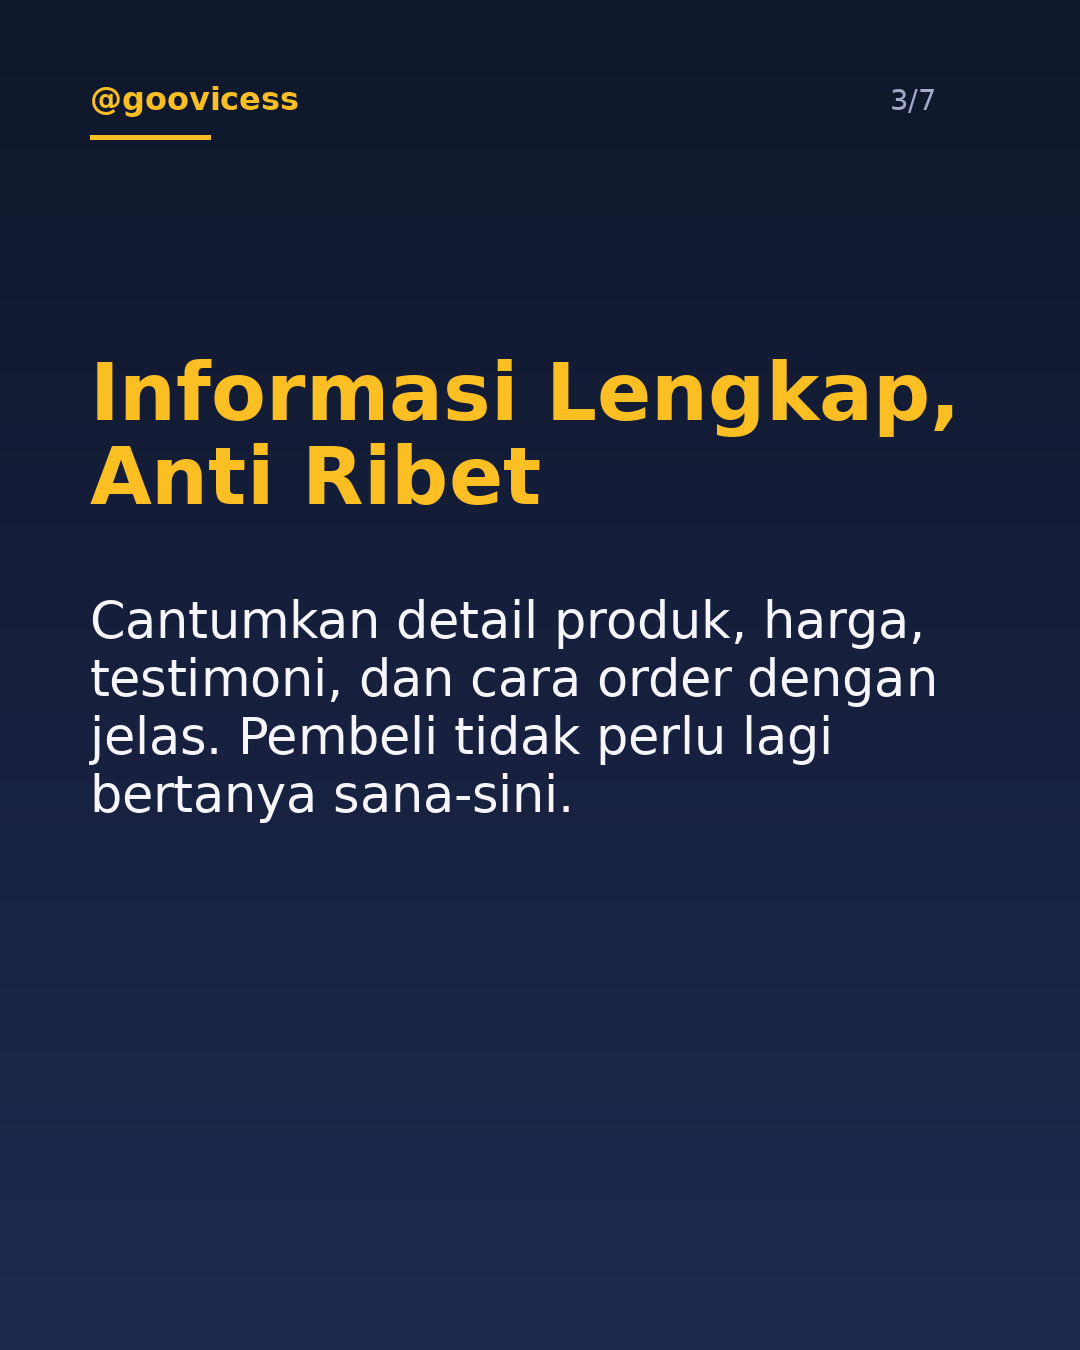 @goovicess
3/7
Informasi Lengkap,
Anti Ribet
Cantumkan detail produk, harga,
testimoni, dan cara order dengan
jelas. Pembeli tidak perlu lagi
bertanya sana-sini.